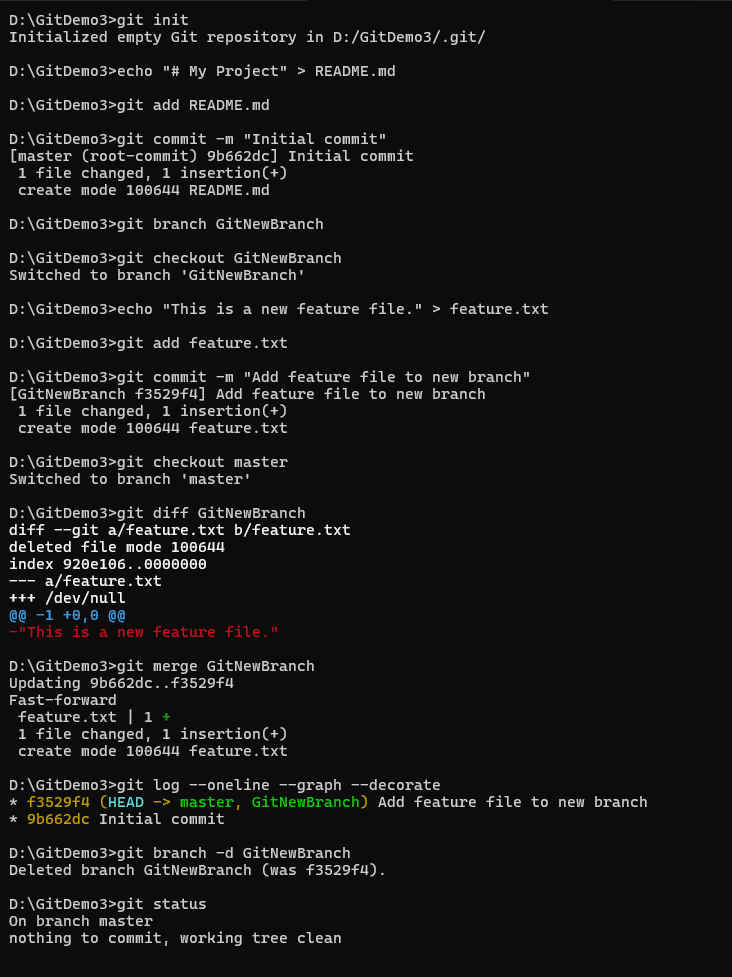 D:\GitDemo3>git init
Initialized empty Git repository in D:/GitDemo3/.git/
D:\GitDemo3>echo "# My Project" > README.md
D:\GitDemo3>git add README.md
D:\GitDemo3>git commit -m "Initial commit"
[master (root-commit) 9b662dc] Initial commit
 1 file changed, 1 insertion(+)
 create mode 100644 README.md
D:\GitDemo3>git branch GitNewBranch
D:\GitDemo3>git checkout GitNewBranch
Switched to branch 'GitNewBranch'
D:\GitDemo3>echo "This is a new feature file." > feature.txt
D:\GitDemo3>git add feature.txt
D:\GitDemo3>git commit -m "Add feature file to new branch"
[GitNewBranch f3529f4] Add feature file to new branch
 1 file changed, 1 insertion(+)
 create mode 100644 feature.txt
D:\GitDemo3>git checkout master
Switched to branch 'master'
D:\GitDemo3>git diff GitNewBranch
diff --git a/feature.txt b/feature.txt
deleted file mode 100644
index 920e106..0000000
--- a/feature.txt
+++ /dev/null
@@ -1 +0,0 @@
-"This is a new feature file."
D:\GitDemo3>git merge GitNewBranch
Updating 9b662dc..f3529f4
Fast-forward
 feature.txt | 1 +
 1 file changed, 1 insertion(+)
 create mode 100644 feature.txt
D:\GitDemo3>git log --oneline --graph --decorate
* f3529f4 (HEAD -> master, GitNewBranch) Add feature file to new branch
* 9b662dc Initial commit
D:\GitDemo3>git branch -d GitNewBranch
Deleted branch GitNewBranch (was f3529f4).
D:\GitDemo3>git status
On branch master
nothing to commit, working tree clean